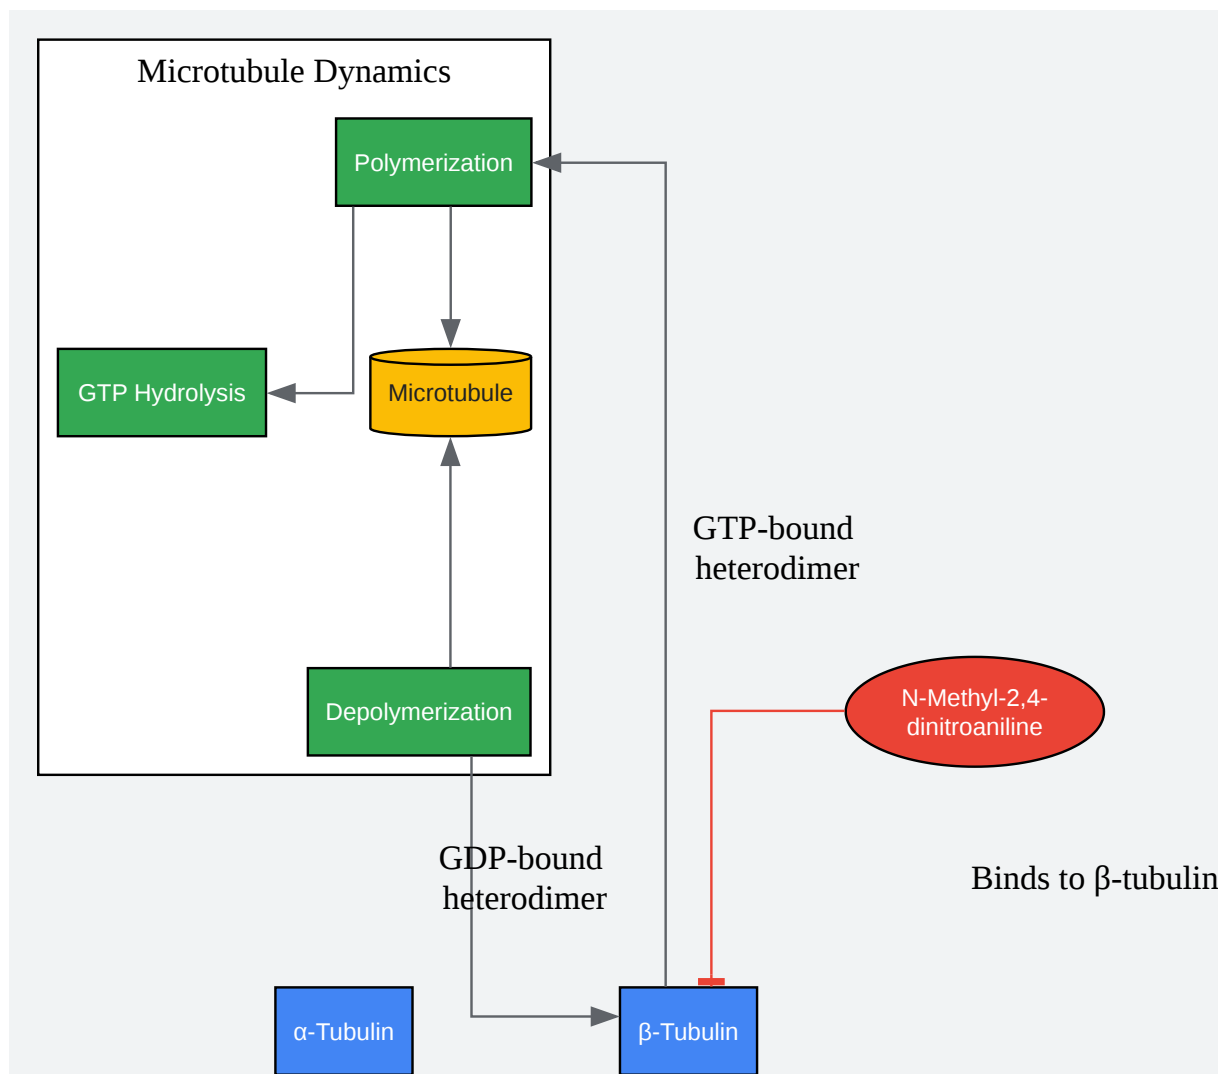 Microtubule Dynamics
Polymerization
GTP Hydrolysis
Microtubule
GTP-bound
heterodimer
Depolymerization
N-Methyl-2,4-
dinitroaniline
GDP-bound
heterodimer
Binds to β-tubulin
α-Tubulin
β-Tubulin